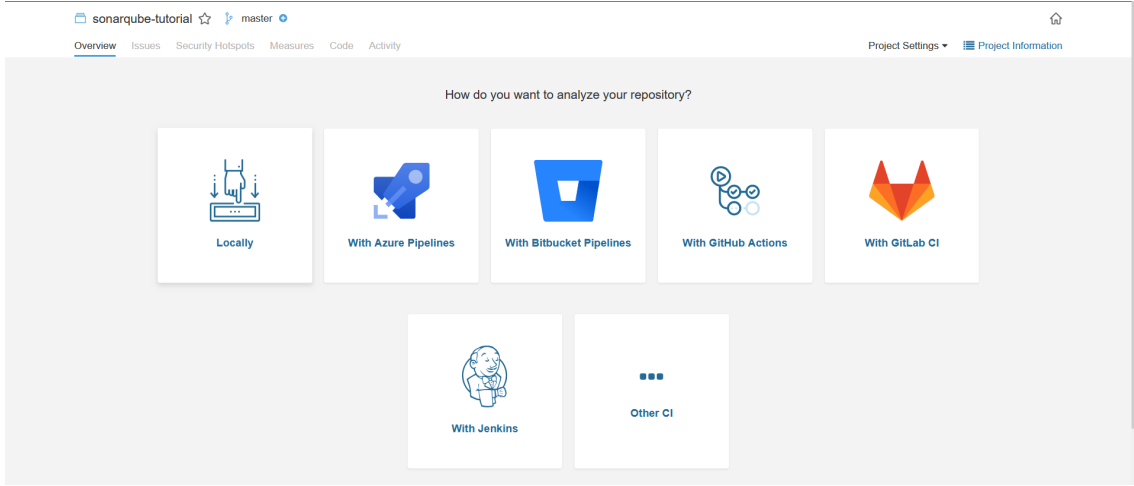 sonarqube-tutorial master
Overview Issues Security Hotspots Measures Code Activity Project Settings Project Information
How do you want to analyze your repository?
Locally With Azure Pipelines With Bitbucket Pipelines With GitHub Actions With GitLab CI
With Jenkins Other CI